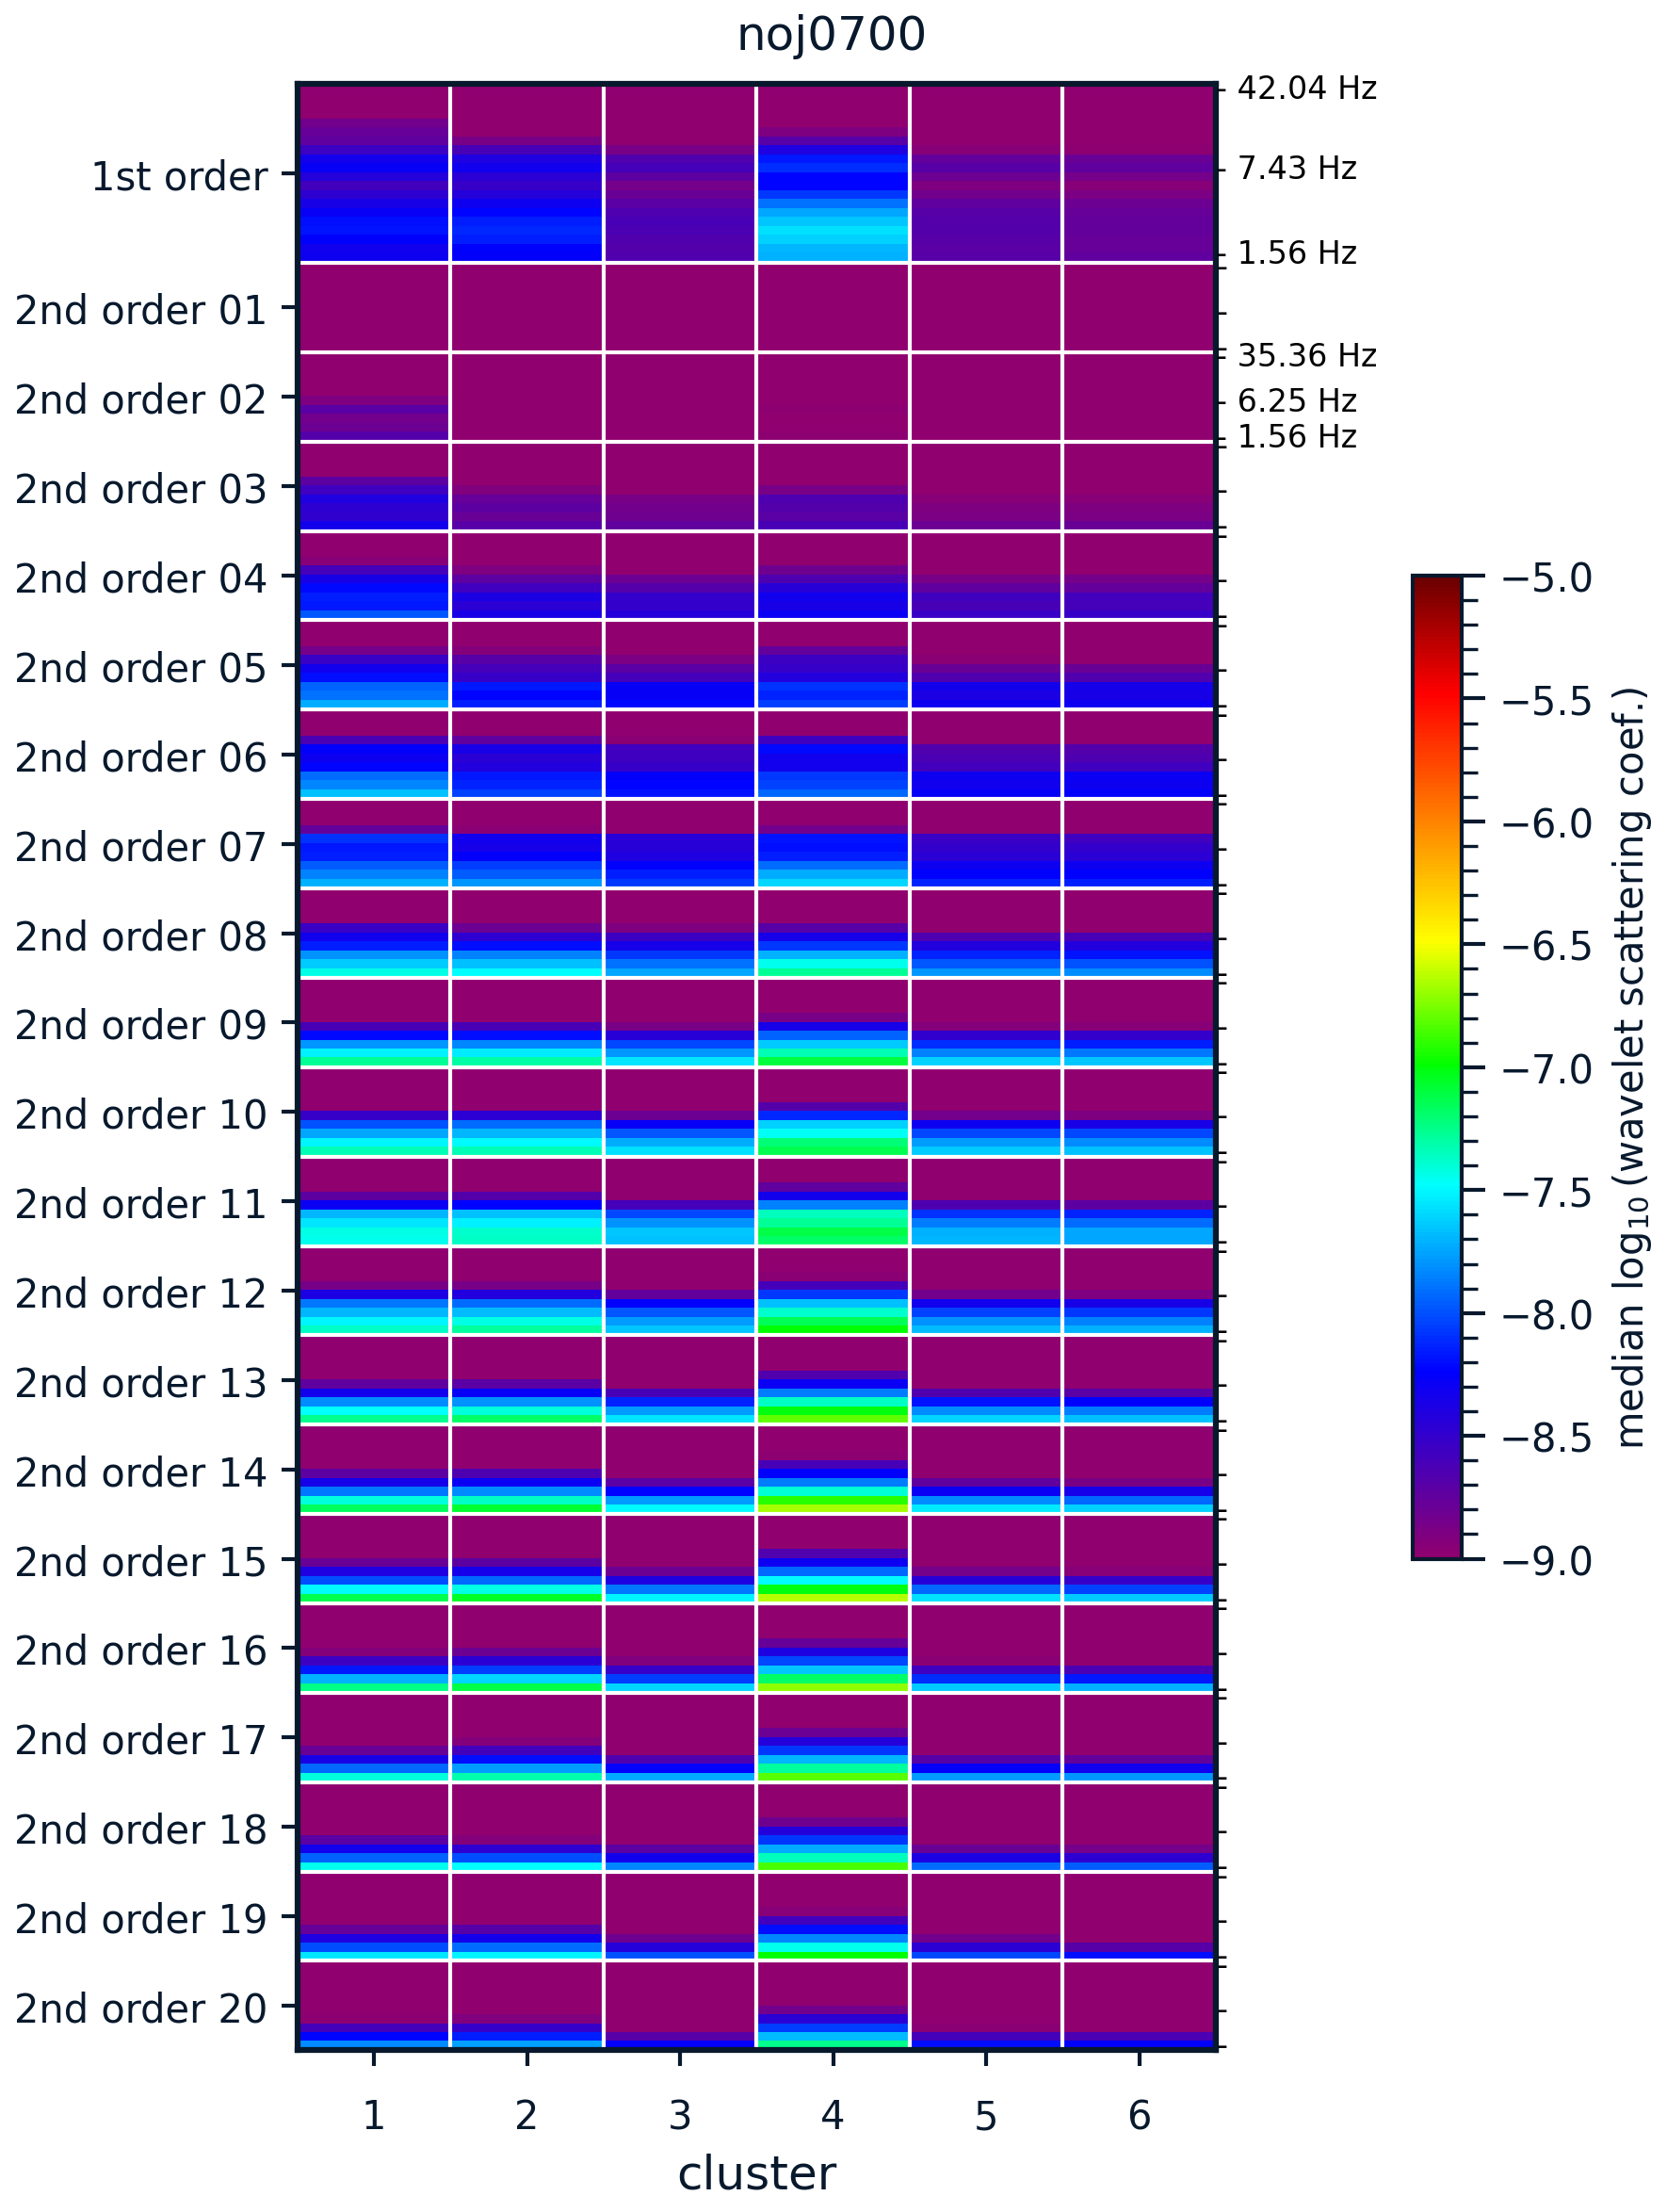 noj0700
42.04 Hz
1st order
7.43 Hz
1.56 Hz
2nd order 01
35.36 Hz
2nd order 02
6.25 Hz
1.56 Hz
2nd order 03
2nd order 04
2nd order 05
2nd order 06
2nd order 07
2nd order 08
2nd order 09
2nd order 10
2nd order 11
2nd order 12
2nd order 13
2nd order 14
2nd order 15
2nd order 16
2nd order 17
2nd order 18
2nd order 19
2nd order 20
1 2 3 4 5 6
cluster
−5.0
−5.5
−6.0
−6.5
−7.0
−7.5
−8.0
−8.5
−9.0
median log₁₀ (wavelet scattering coef.)